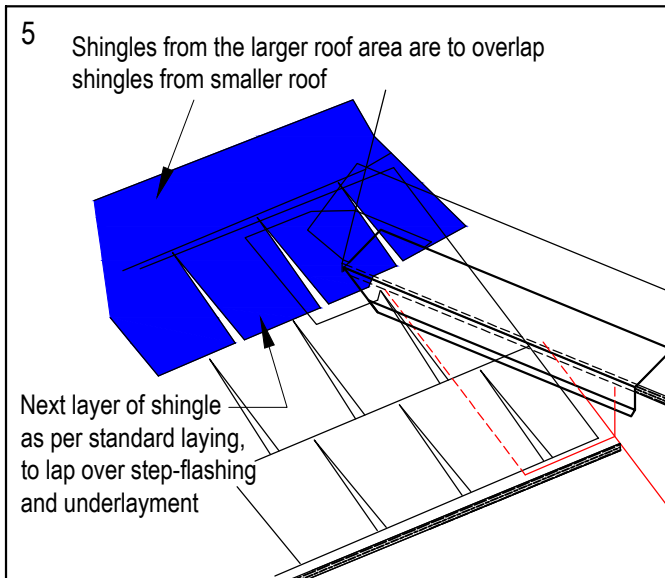 5
Shingles from the larger roof area are to overlap
shingles from smaller roof
Next layer of shingle
as per standard laying,
to lap over step-flashing
and underlayment